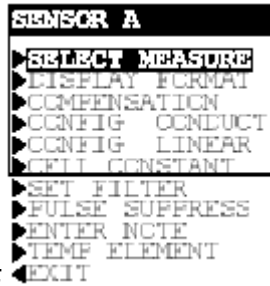 SENSOR A
SELECT MEASURE
DISPLAY FORMAT
COMPENSATION
CONFIG CONDUCT
CONFIG LINEAR
CELL CONSTANT
SET FILTER
PULSE SUPPRESS
ENTER NOTE
TEMP ELEMENT
EXIT